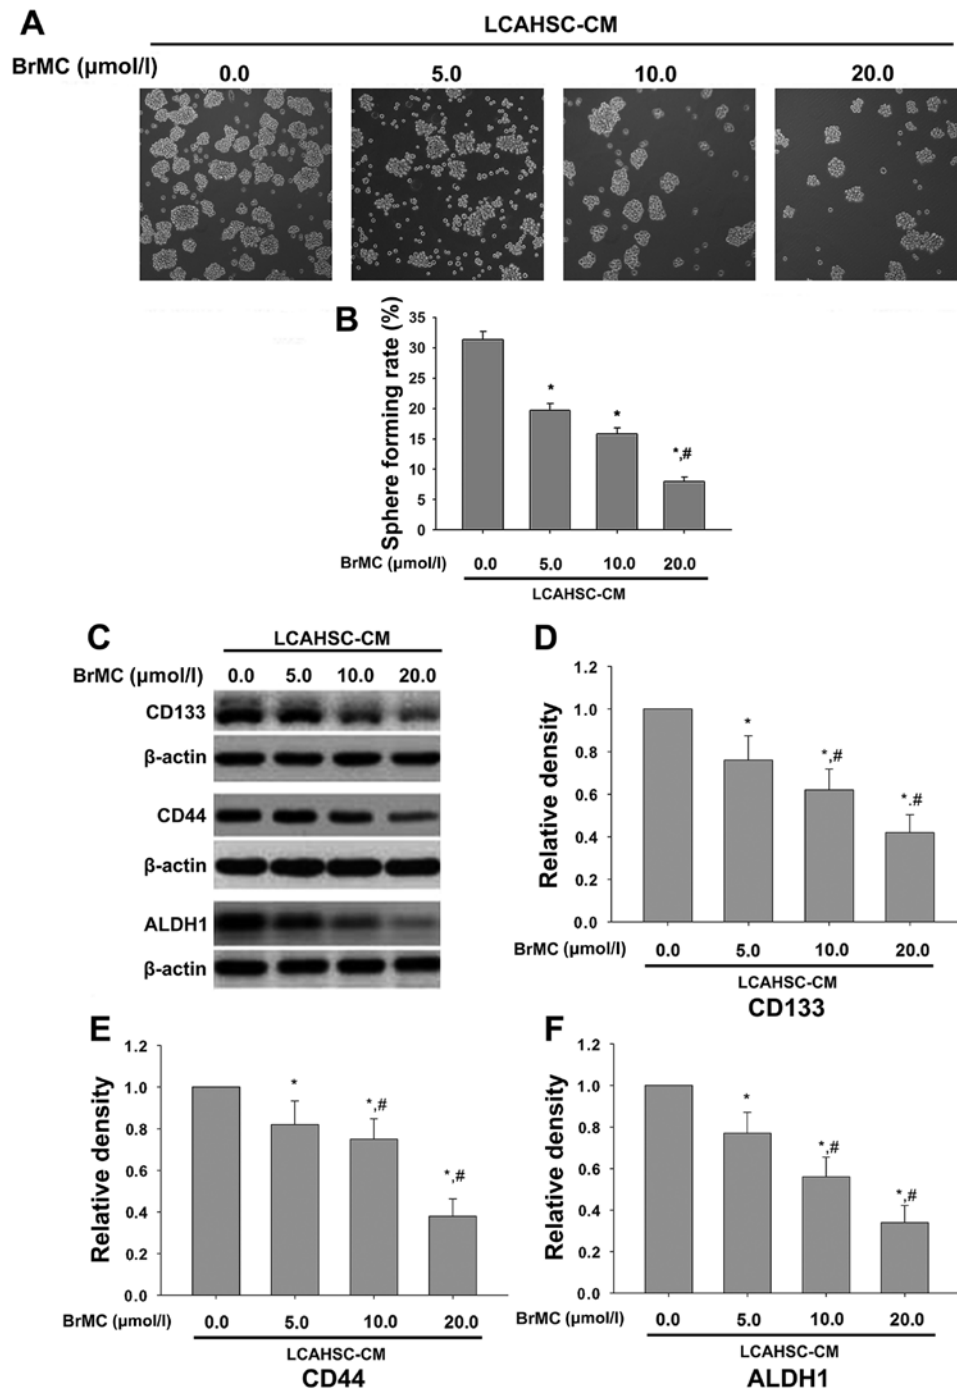 A
LCAHSC-CM
BrMC (μmol/l)
0.0 5.0 10.0 20.0
B
Sphere forming rate (%)
35
30
25
20
15
10
5
0
*
*
*,#
BrMC (μmol/l)
0.0 5.0 10.0 20.0
LCAHSC-CM
C
LCAHSC-CM
BrMC (μmol/l) 0.0 5.0 10.0 20.0
CD133
β-actin
CD44
β-actin
ALDH1
β-actin
D
Relative density
1.2
1.0
0.8
0.6
0.4
0.2
0.0
*
*,#
*.#
BrMC (μmol/l) 0.0 5.0 10.0 20.0
LCAHSC-CM
CD133
E
Relative density
1.2
1.0
0.8
0.6
0.4
0.2
0.0
*
*,#
*,#
BrMC (μmol/l) 0.0 5.0 10.0 20.0
LCAHSC-CM
CD44
F
Relative density
1.2
1.0
0.8
0.6
0.4
0.2
0.0
*
*,#
*,#
BrMC (μmol/l) 0.0 5.0 10.0 20.0
LCAHSC-CM
ALDH1